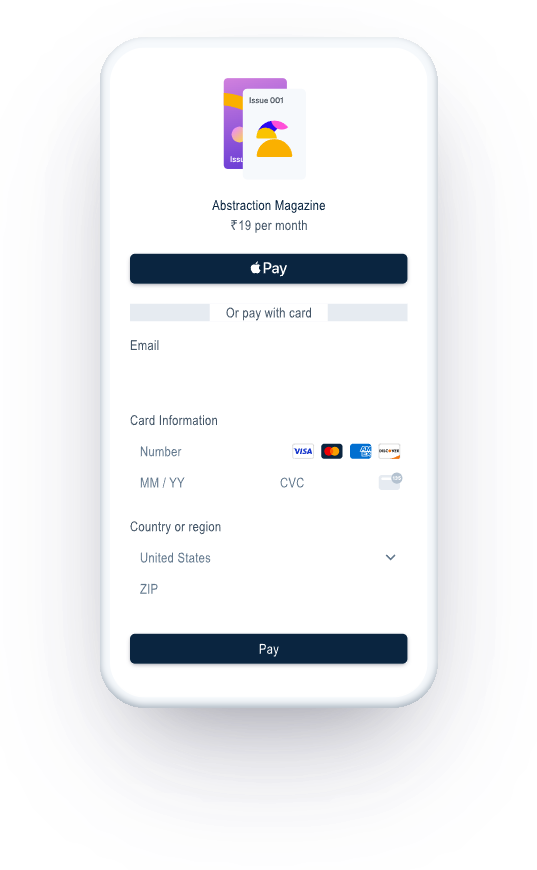 Issue 001
Abstraction Magazine
₹19 per month
Pay
Or pay with card
Email
Card Information
Number
VISA
AMEX
DISCOVER
MM / YY
CVC
Country or region
United States
ZIP
Pay